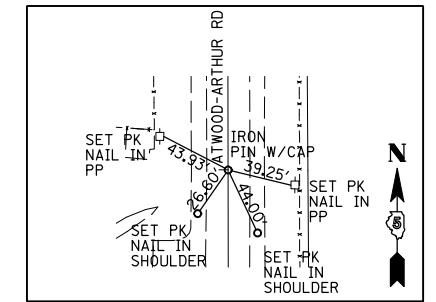 ATWOOD-ARTHUR RD
SET PK
NAIL IN
PP
43.93'
IRON
PIN W/CAP
39.25'
N
SET PK
NAIL IN
PP
26.60'
44.00'
SET PK
NAIL IN
SHOULDER
SET PK
NAIL IN
SHOULDER
5